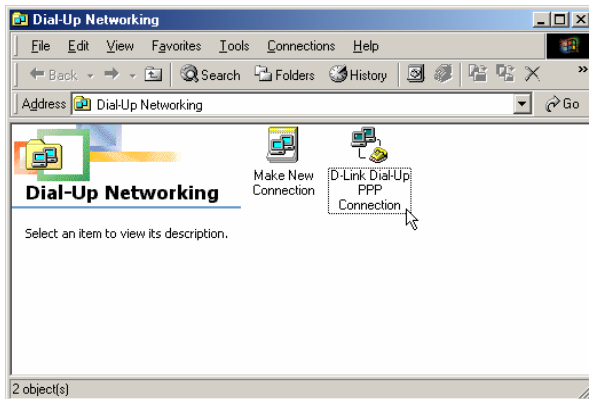 Dial-Up Networking
File Edit View Favorites Tools Connections Help
Back Search Folders History »
Address Dial-Up Networking Go
Dial-Up Networking
Select an item to view its description.
Make New
Connection
D-Link Dial-Up
PPP
Connection
2 object(s)